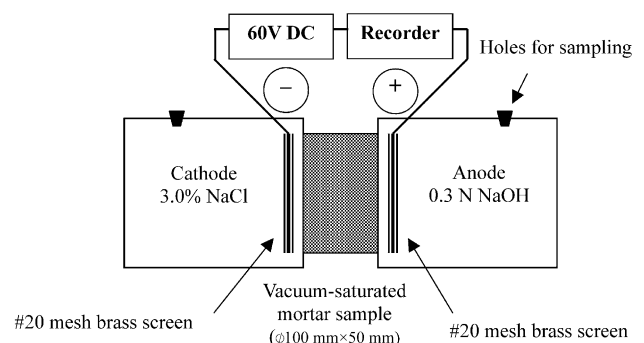 60V DC
Recorder
Holes for sampling
−
+
Cathode
3.0% NaCl
Anode
0.3 N NaOH
Vacuum-saturated
mortar sample
(φ100 mm×50 mm)
#20 mesh brass screen
#20 mesh brass screen